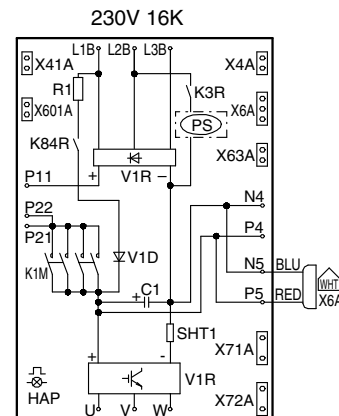 230V 16K
L1B L2B L3B
X41A
X4A
R1
K3R
X601A
X6A
PS
K84R
X63A
+ V1R −
P11
N4
P22
P4
P21
V1D
K1M
N5 BLU
+ C1
WHT
P5 RED
X6A
SHT1
X71A
+ -
V1R
HAP
X72A
U V W